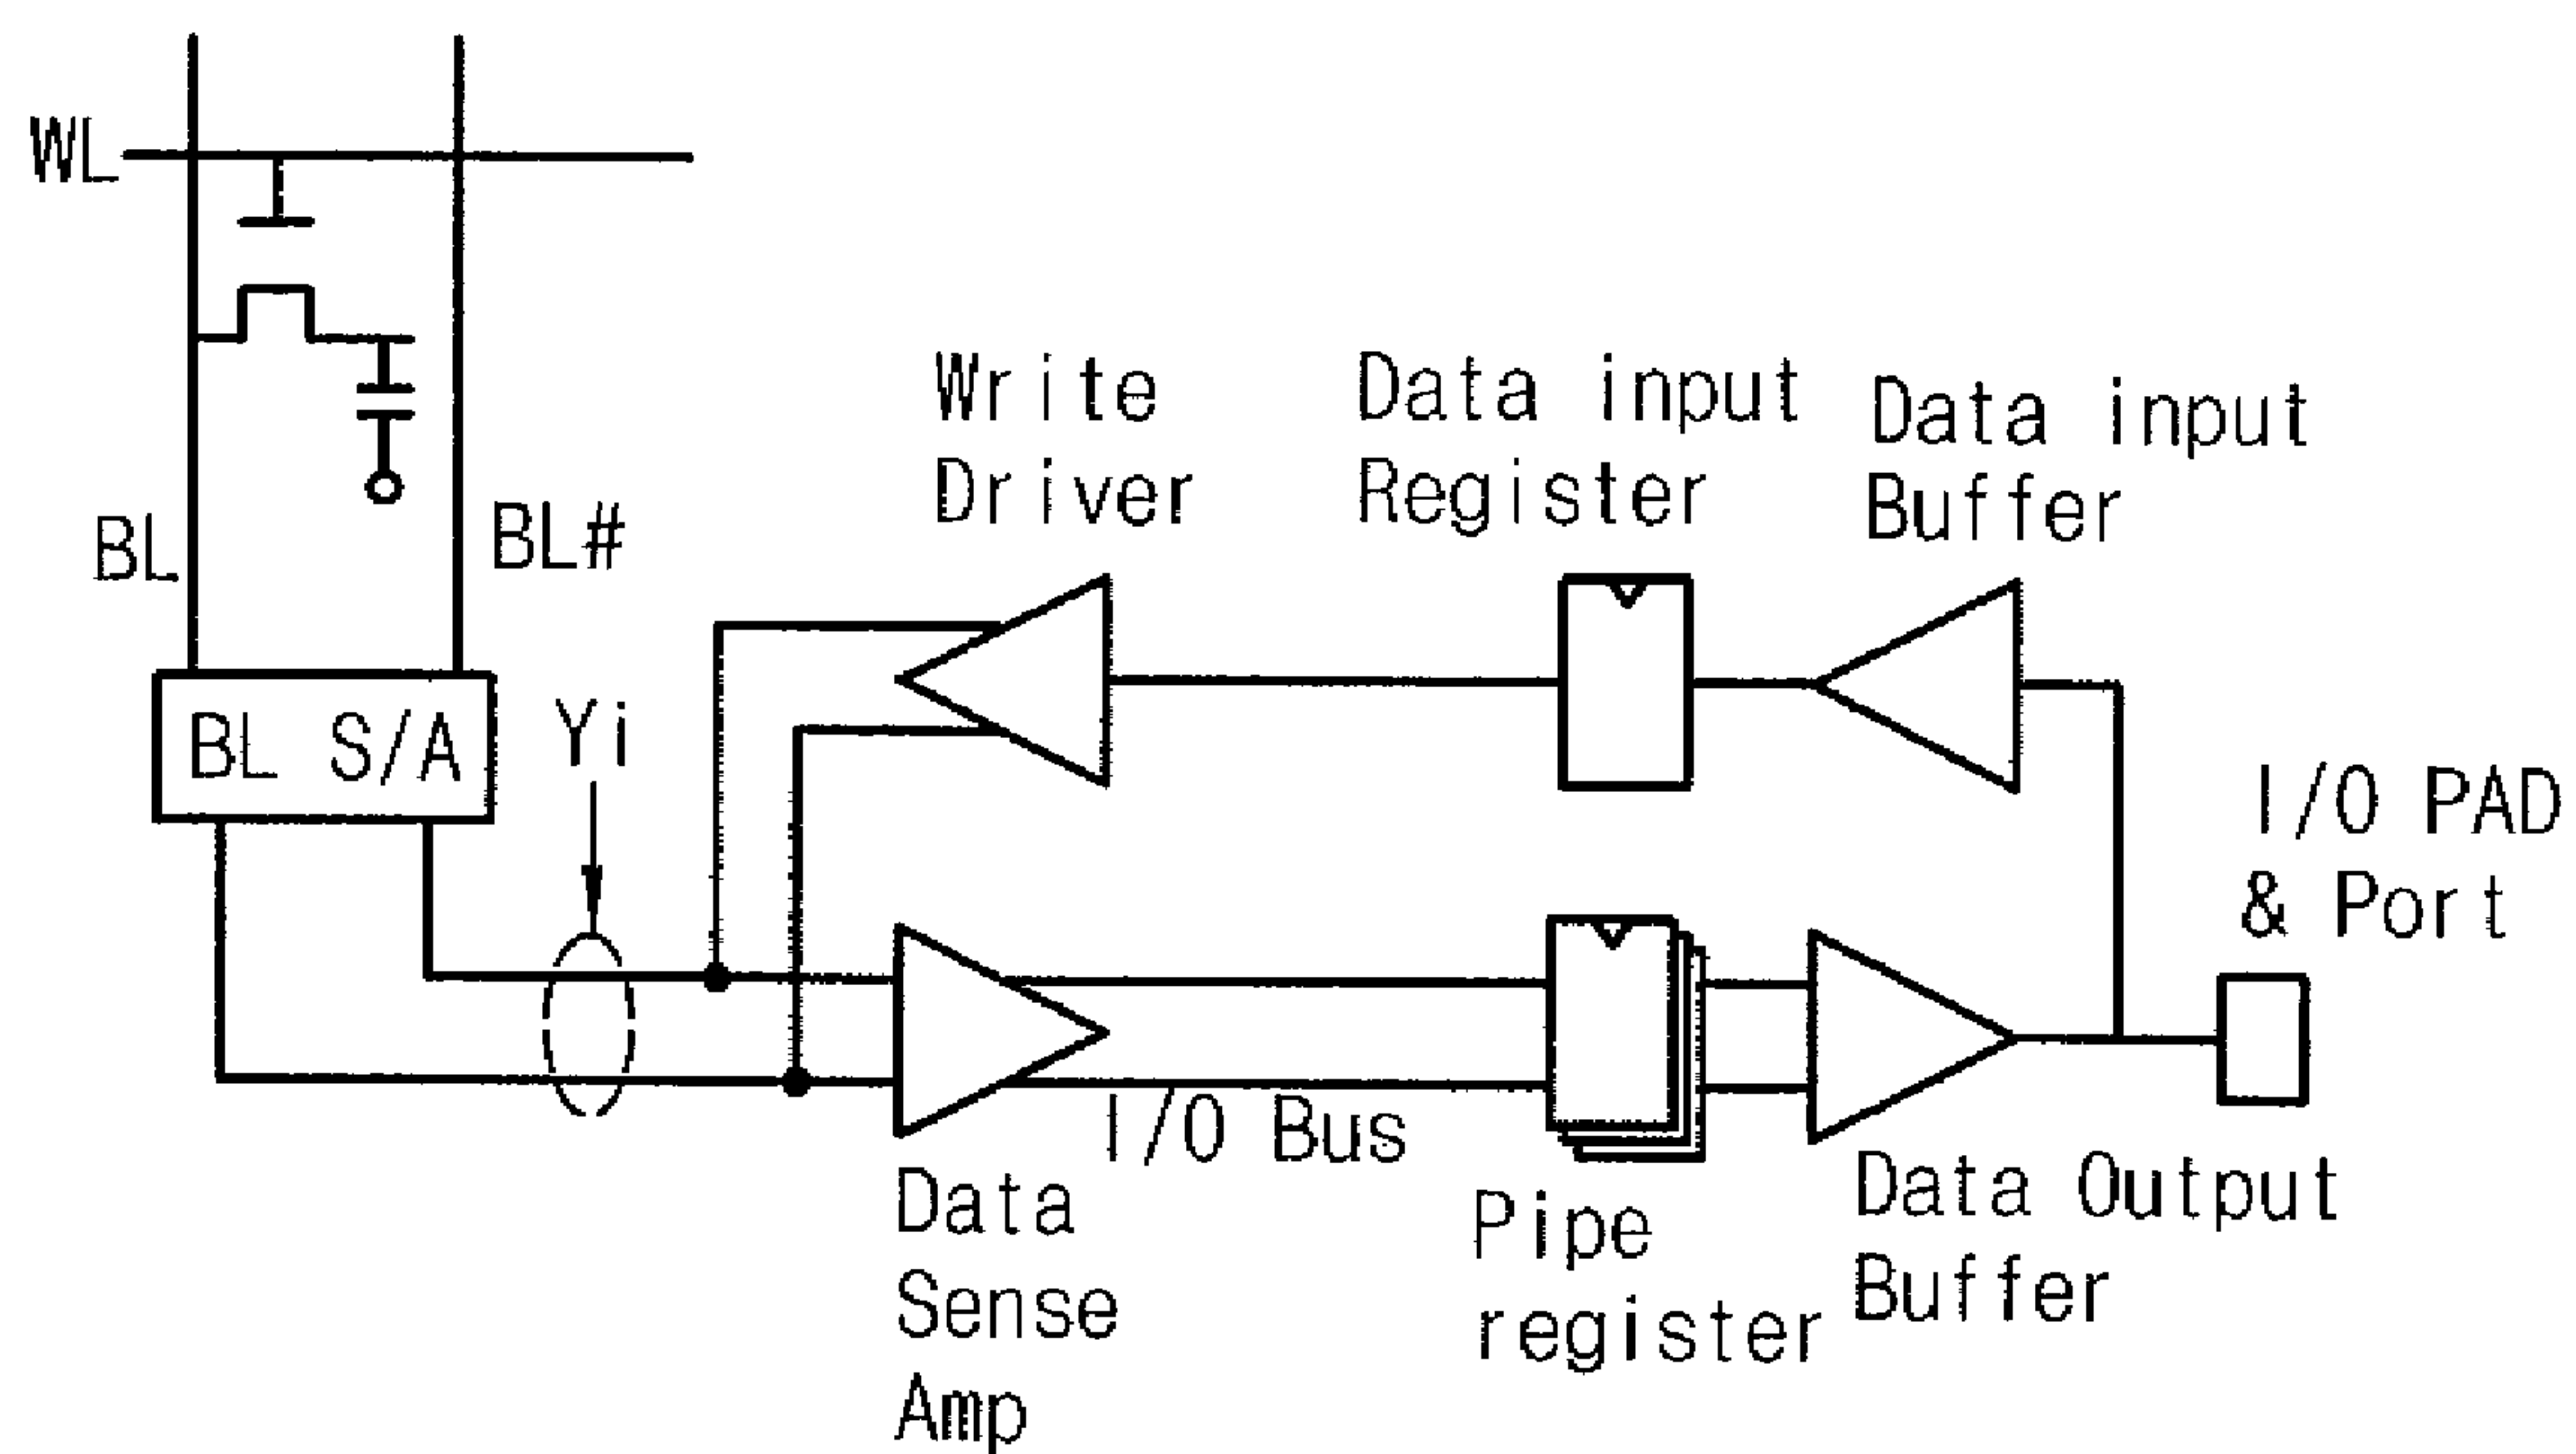 WL
BL
BL#
Write
Driver
Data input
Register
Data input
Buffer
BL S/A
Yi
I/O PAD
& Port
I/O Bus
Data
Sense
Amp
Pipe
register
Data Output
Buffer